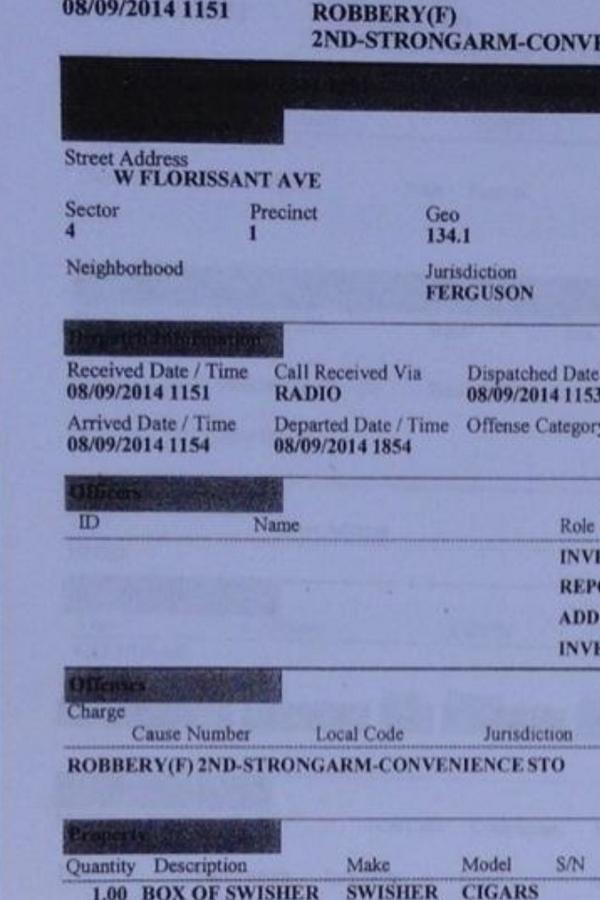 08/09/2014 1151 ROBBERY(F)
2ND-STRONGARM-CONVE
Street Address
W FLORISSANT AVE
Sector Precinct Geo
4 1 134.1
Neighborhood Jurisdiction
FERGUSON
Dispatch Information
Received Date / Time Call Received Via Dispatched Date
08/09/2014 1151 RADIO 08/09/2014 1153
Arrived Date / Time Departed Date / Time Offense Category
08/09/2014 1154 08/09/2014 1854
Officers
ID Name Role
INVE
REPO
ADD
INVE
Offenses
Charge
Cause Number Local Code Jurisdiction
ROBBERY(F) 2ND-STRONGARM-CONVENIENCE STO
Property
Quantity Description Make Model S/N
1.00 BOX OF SWISHER SWISHER CIGARS